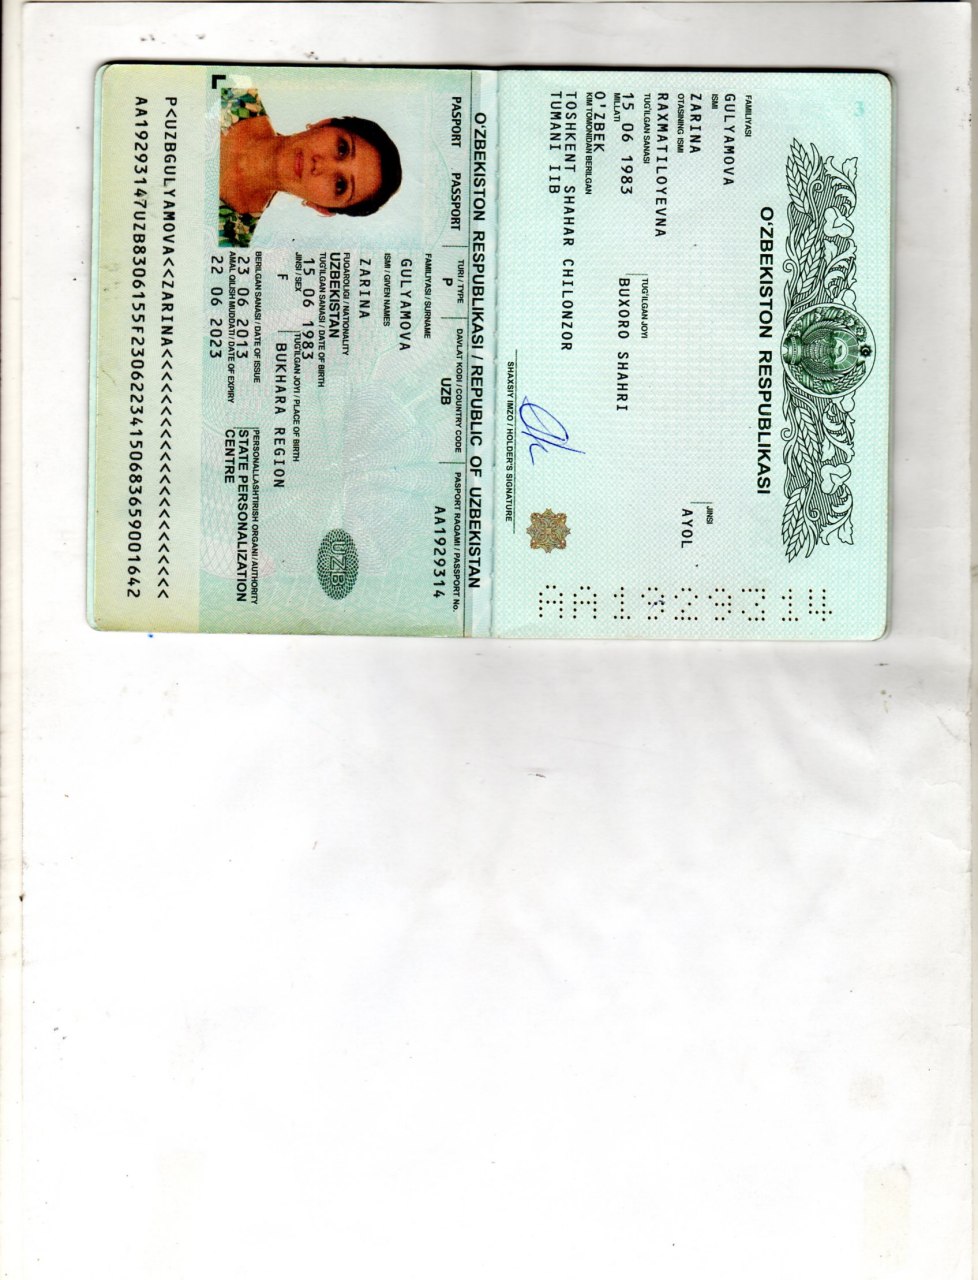 O'ZBEKISTON RESPUBLIKASI
FAMILIYASI
GULYAMOVA
ISMI
ZARINA
JINSI
AYOL
OTASINING ISMI
RAXMATILOYEVNA
TUG'ILGAN SANASI
TUG'ILGAN JOYI
15 06 1983
BUXORO SHAHRI
MILLATI
O'ZBEK
KIM TOMONIDAN BERILGAN
TOSHKENT SHAHAR CHILONZOR
TUMANI IIB
SHAXSIY IMZO / HOLDER'S SIGNATURE
AA1929314
O'ZBEKISTON RESPUBLIKASI / REPUBLIC OF UZBEKISTAN
PASPORT PASSPORT
TURI / TYPE
DAVLAT KODI / COUNTRY CODE
PASPORT RAQAMI / PASSPORT No.
P
UZB
AA1929314
FAMILIYASI / SURNAME
GULYAMOVA
ISMI / GIVEN NAMES
ZARINA
FUQAROLIGI / NATIONALITY
UZBEKISTAN
UZB
TUG'ILGAN SANASI / DATE OF BIRTH
15 06 1983
JINSI / SEX
TUG'ILGAN JOYI / PLACE OF BIRTH
F
BUKHARA REGION
BERILGAN SANASI / DATE OF ISSUE
PERSONALLASHTIRISH ORGANI / AUTHORITY
23 06 2013
STATE PERSONALIZATION
AMAL QILISH MUDDATI / DATE OF EXPIRY
CENTRE
22 06 2023
P<UZBGULYAMOVA<<ZARINA<<<<<<<<<<<<<<<<<<<<<<
AA19293147UZB8306155F23062234150683659001642